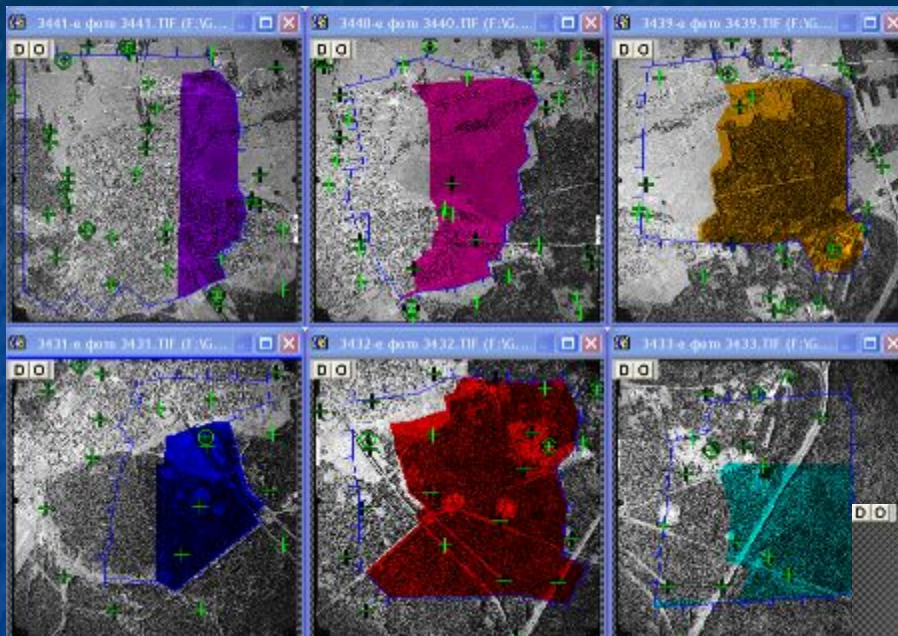 3441-е фото 3441.TIF (F:\G...
3440-е фото 3440.TIF (F:\G...
3439-е фото 3439.TIF (F:\G...
D O
D O
D O
3431-е фото 3431.TIF (F:\G...
3432-е фото 3432.TIF (F:\G...
3433-е фото 3433.TIF (F:\G...
D O
D O
D O
D O